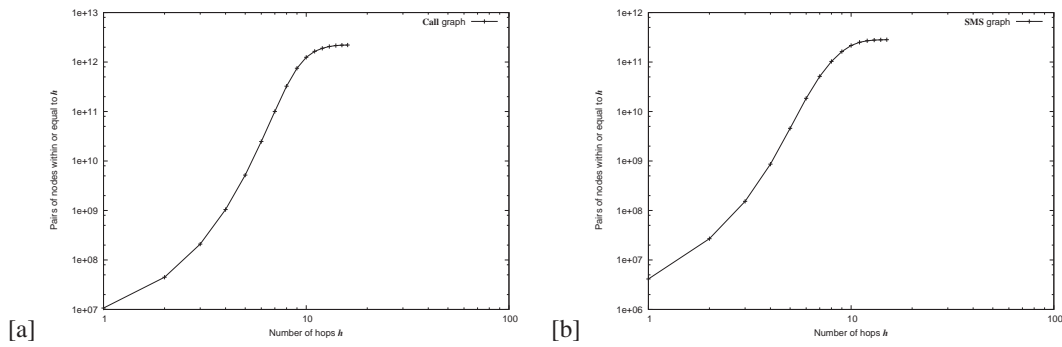 1e+13
Call graph
1e+12
1e+11
1e+10
1e+09
1e+08
1e+07
Pairs of nodes within or equal to h
1
10
100
Number of hops h
[a]
1e+12
SMS graph
1e+11
1e+10
1e+09
1e+08
1e+07
1e+06
Pairs of nodes within or equal to h
1
10
100
Number of hops h
[b]